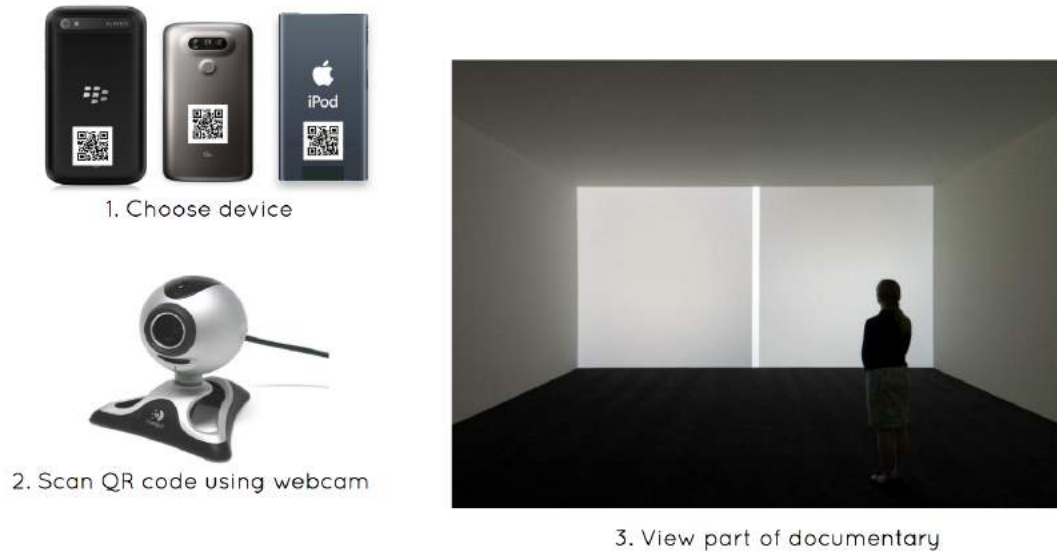 iPod
1. Choose device
2. Scan QR code using webcam
3. View part of documentary